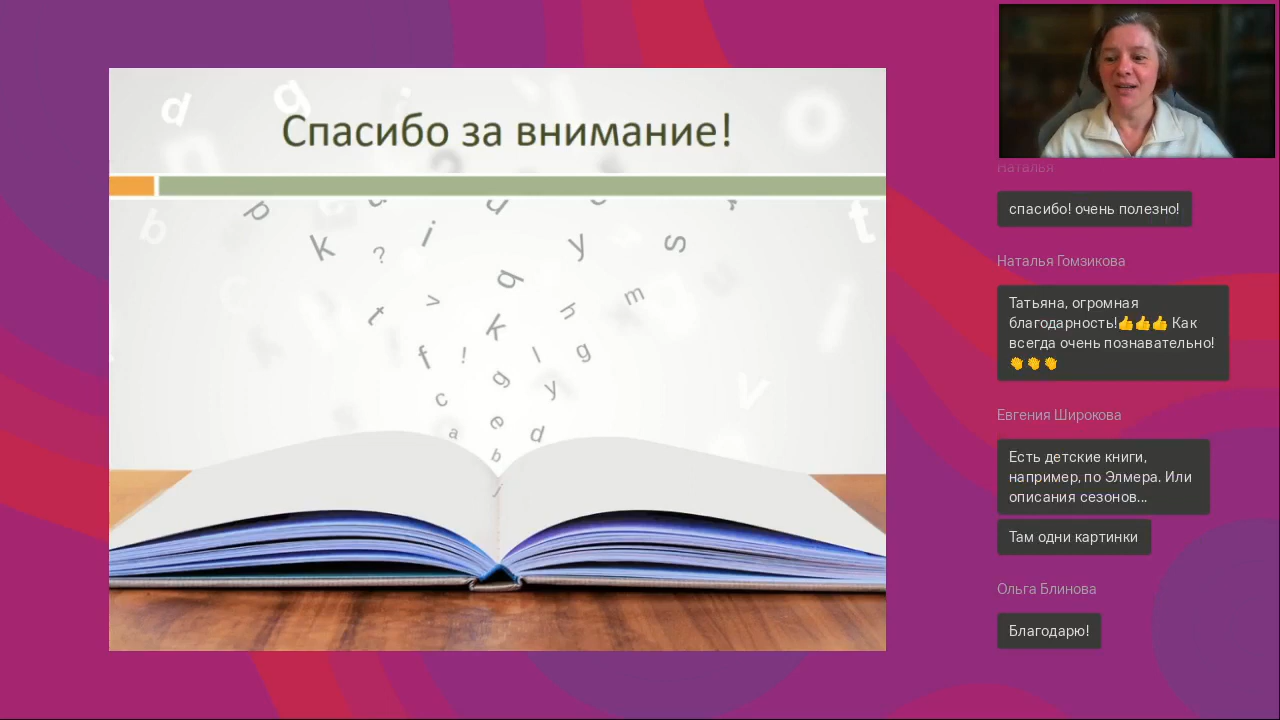 Спасибо за внимание!
Наталья
спасибо! очень полезно!
Наталья Гомзикова
Татьяна, огромная
благодарность!👍👍👍 Как
всегда очень познавательно!
👏👏👏
Евгения Широкова
Есть детские книги,
например, по Элмера. Или
описания сезонов...
Там одни картинки
Ольга Блинова
Благодарю!